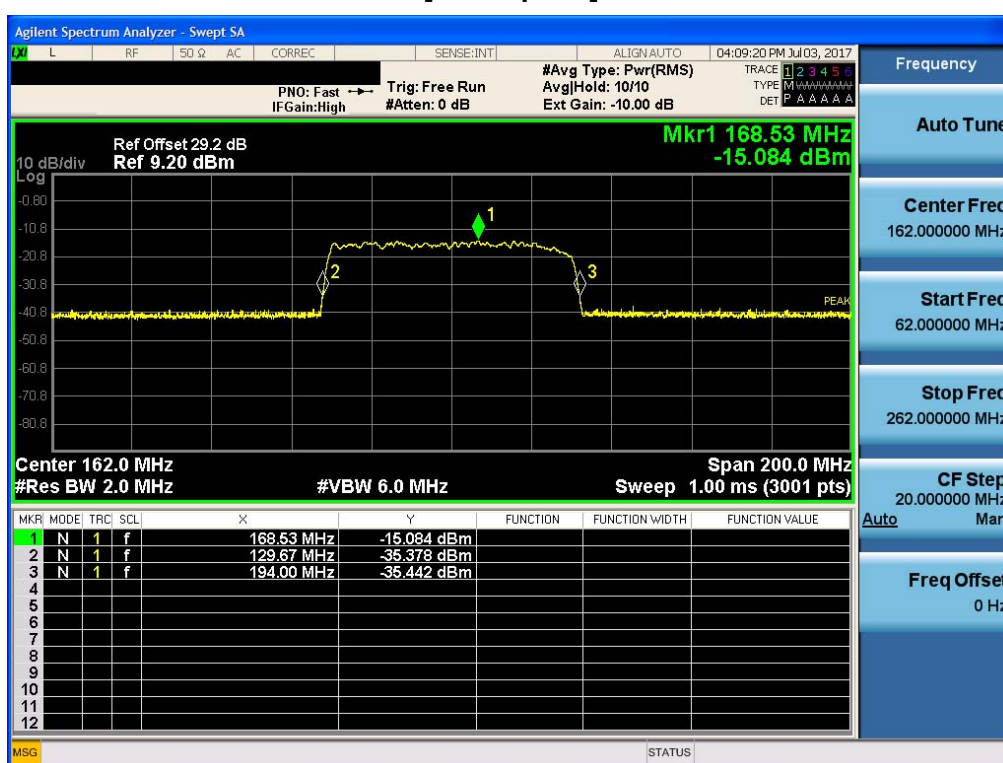 Agilent Spectrum Analyzer - Swept SA
LXI L RF 50 Ω AC CORREC SENSE:INT ALIGN AUTO 04:09:20 PM Jul 03, 2017
PNO: Fast
IFGain:High
Trig: Free Run
#Atten: 0 dB
#Avg Type: Pwr(RMS)
Avg|Hold: 10/10
Ext Gain: -10.00 dB
TRACE 1 2 3 4 5 6
TYPE M W W W W W
DET P A A A A A
Ref Offset 29.2 dB
10 dB/div Ref 9.20 dBm
Log
Mkr1 168.53 MHz
-15.084 dBm
-0.80
-10.8
-20.8
-30.8
-40.8
-50.8
-60.8
-70.8
-80.8
1
2
3
PEAK
Center 162.0 MHz Span 200.0 MHz
#Res BW 2.0 MHz #VBW 6.0 MHz Sweep 1.00 ms (3001 pts)
MKR MODE TRC SCL X Y FUNCTION FUNCTION WIDTH FUNCTION VALUE
1 N 1 f 168.53 MHz -15.084 dBm
2 N 1 f 129.67 MHz -35.378 dBm
3 N 1 f 194.00 MHz -35.442 dBm
4
5
6
7
8
9
10
11
12
MSG STATUS
Frequency
Auto Tune
Center Freq
162.000000 MHz
Start Freq
62.000000 MHz
Stop Freq
262.000000 MHz
CF Step
20.000000 MHz
Auto Man
Freq Offset
0 Hz